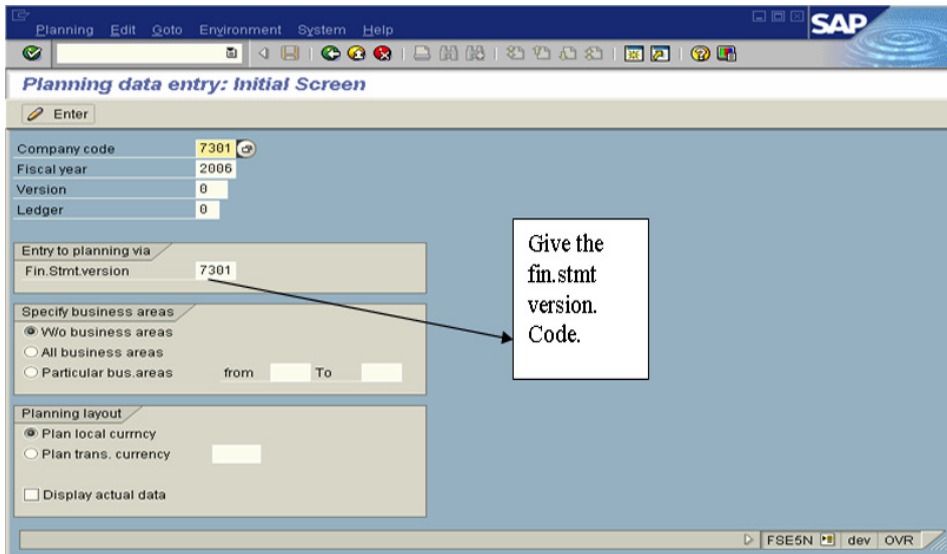 Planning Edit Goto Environment System Help
SAP
Planning data entry: Initial Screen
Enter
Company code 7301
Fiscal year 2006
Version 0
Ledger 0
Entry to planning via
Fin.Stmt.version 7301
Specify business areas
W/o business areas
All business areas
Particular bus.areas from To
Planning layout
Plan local currncy
Plan trans. currency
Display actual data
Give the
fin.stmt
version.
Code.
FSE5N dev OVR